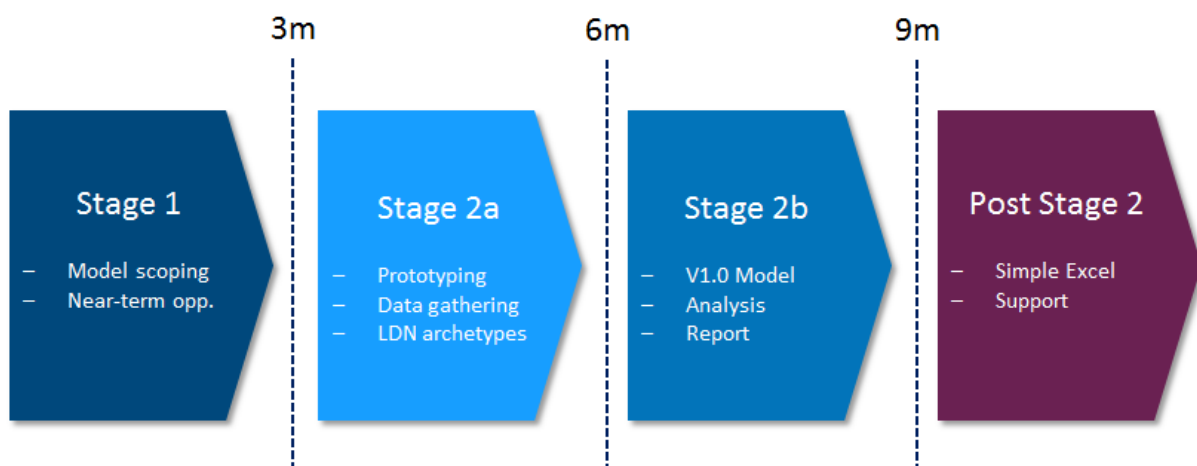 3m
6m
9m
Stage 1
– Model scoping
– Near-term opp.
Stage 2a
– Prototyping
– Data gathering
– LDN archetypes
Stage 2b
– V1.0 Model
– Analysis
– Report
Post Stage 2
– Simple Excel
– Support